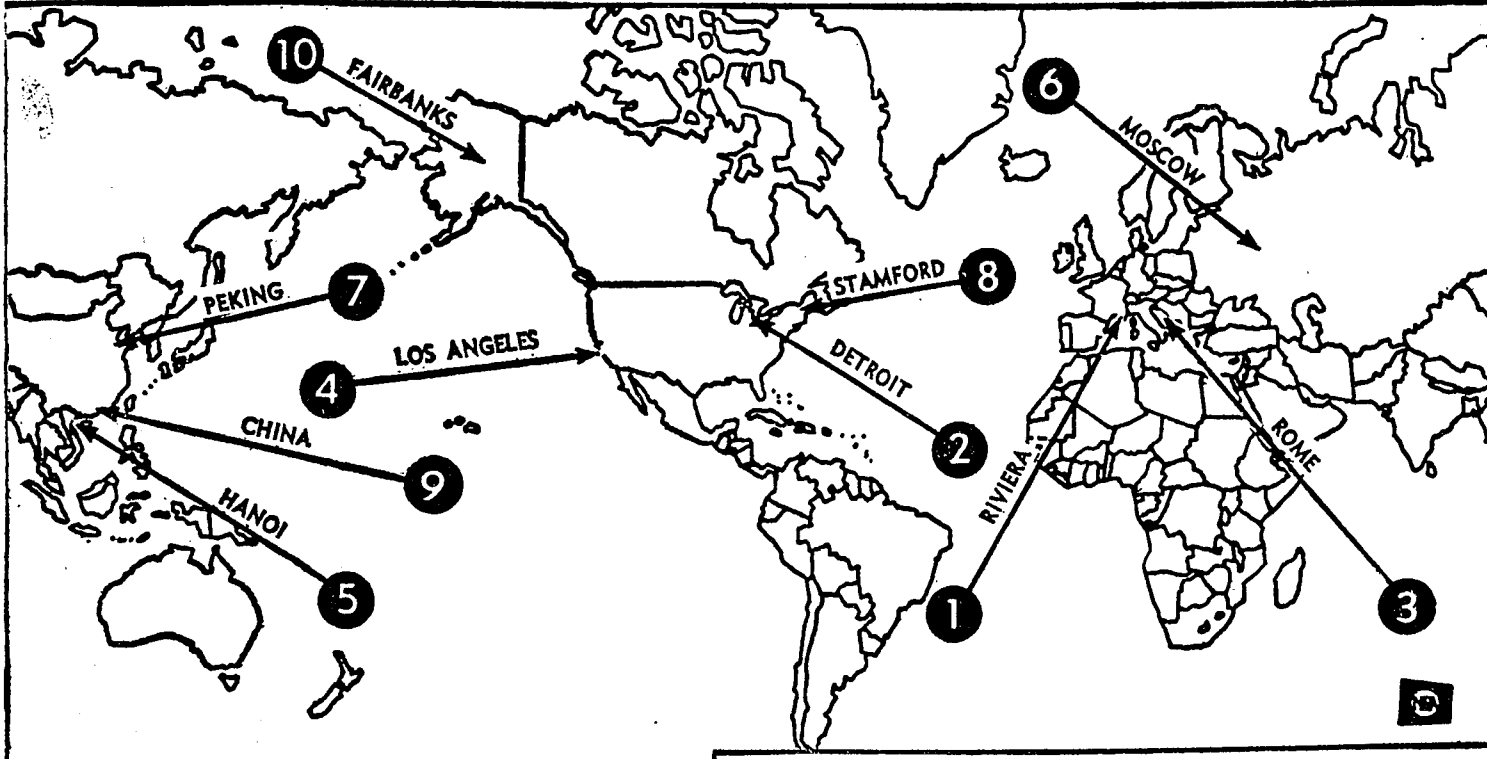 10
FAIRBANKS
6
MOSCOW
PEKING
7
STAMFORD
8
4
LOS ANGELES
DETROIT
2
CHINA
9
HANOI
5
RIVIERA
1
ROME
3